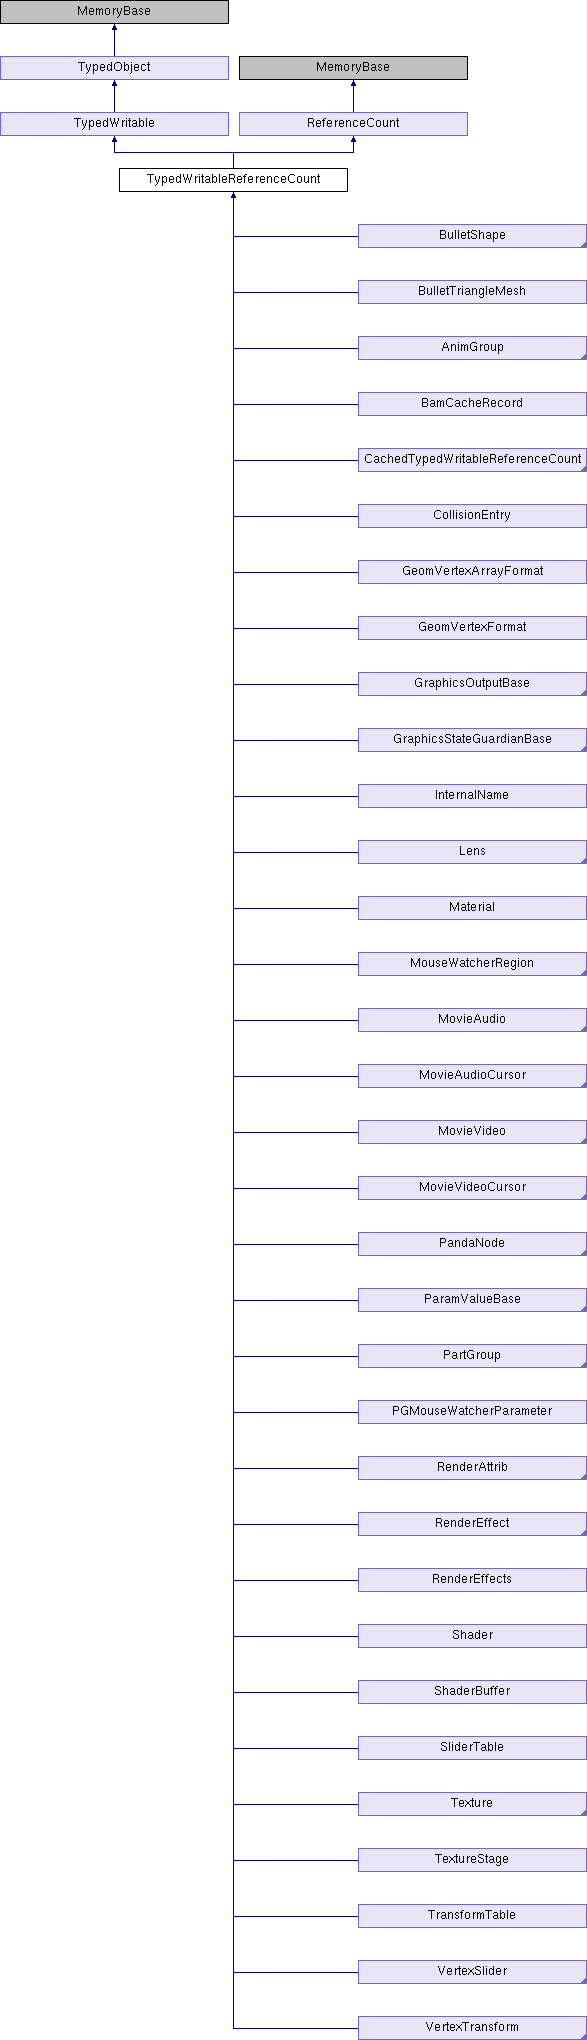 MemoryBase
TypedObject
MemoryBase
TypedWritable
ReferenceCount
TypedWritableReferenceCount
BulletShape
BulletTriangleMesh
AnimGroup
BamCacheRecord
CachedTypedWritableReferenceCount
CollisionEntry
GeomVertexArrayFormat
GeomVertexFormat
GraphicsOutputBase
GraphicsStateGuardianBase
InternalName
Lens
Material
MouseWatcherRegion
MovieAudio
MovieAudioCursor
MovieVideo
MovieVideoCursor
PandaNode
ParamValueBase
PartGroup
PGMouseWatcherParameter
RenderAttrib
RenderEffect
RenderEffects
Shader
ShaderBuffer
SliderTable
Texture
TextureStage
TransformTable
VertexSlider
VertexTransform